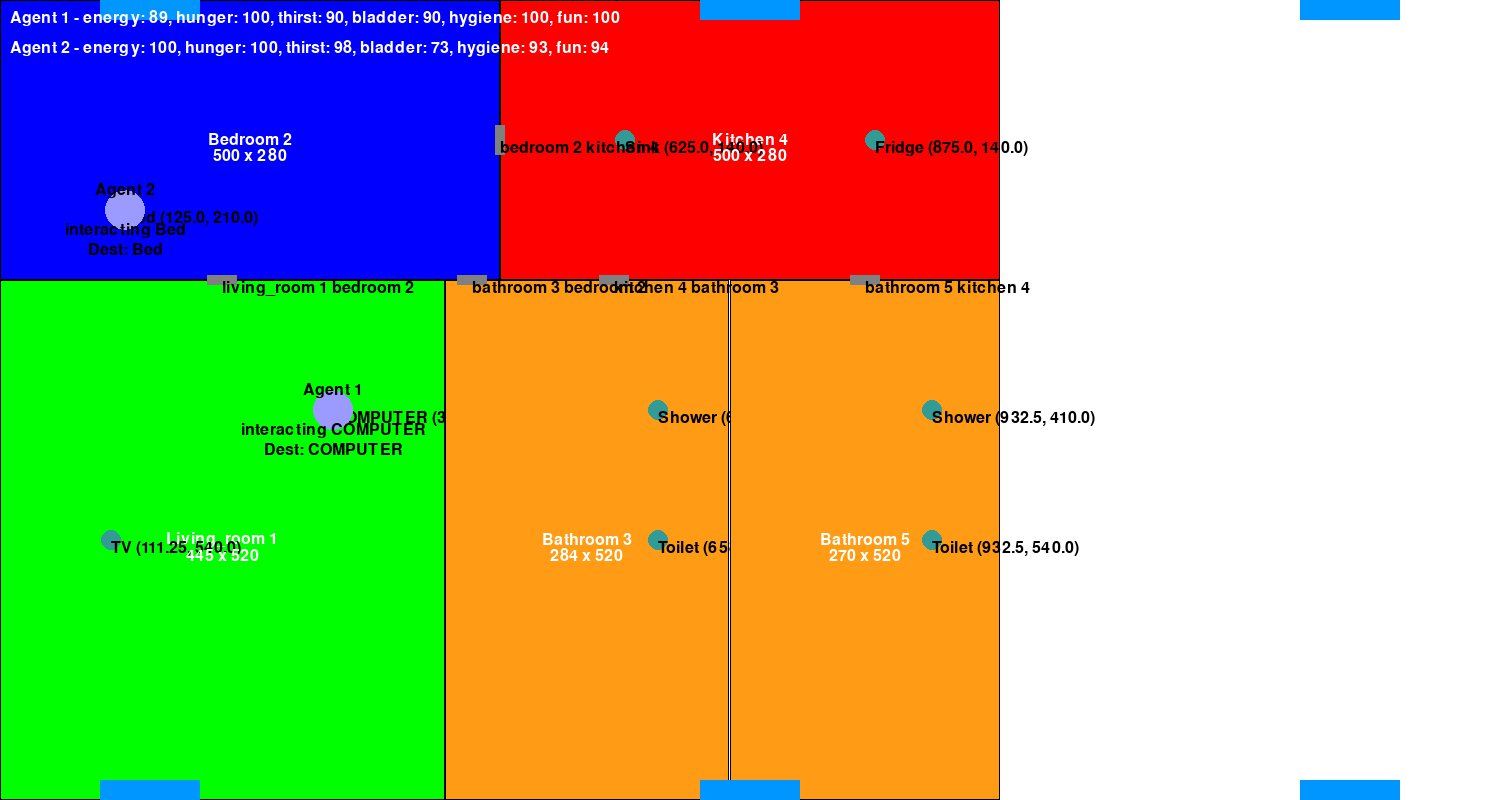 Agent 1 - energy: 89, hunger: 100, thirst: 90, bladder: 90, hygiene: 100, fun: 100
Agent 2 - energy: 100, hunger: 100, thirst: 98, bladder: 73, hygiene: 93, fun: 94
Bedroom 2
500 x 280
Kitchen 4
500 x 280
bedroom 2 kitchen 4
Sink (625.0, 140.0)
Fridge (875.0, 140.0)
Agent 2
(125.0, 210.0)
interacting Bed
Dest: Bed
living_room 1 bedroom 2
bathroom 3 bedroom 2
kitchen 4 bathroom 3
bathroom 5 kitchen 4
Agent 1
COMPUTER (3
interacting COMPUTER
Dest: COMPUTER
Shower (6
Shower (932.5, 410.0)
Living_room 1
445 x 520
TV (111.25, 540.0)
Bathroom 3
284 x 520
Toilet (65
Bathroom 5
270 x 520
Toilet (932.5, 540.0)